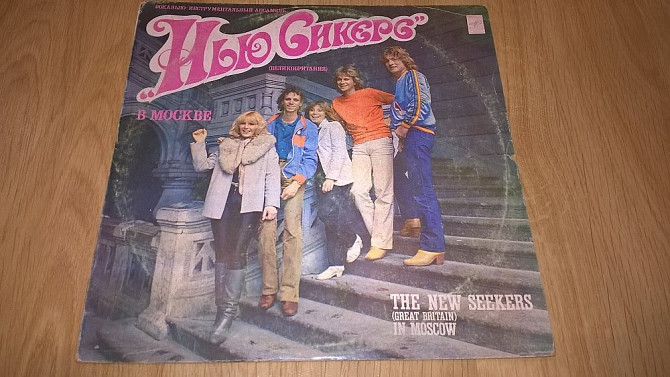 ВОКАЛЬНО-ИНСТРУМЕНТАЛЬНЫЙ АНСАМБЛЬ
„Нью Сикерс"
(ВЕЛИКОБРИТАНИЯ)
В МОСКВЕ
THE NEW SEEKERS
(GREAT BRITAIN)
IN MOSCOW